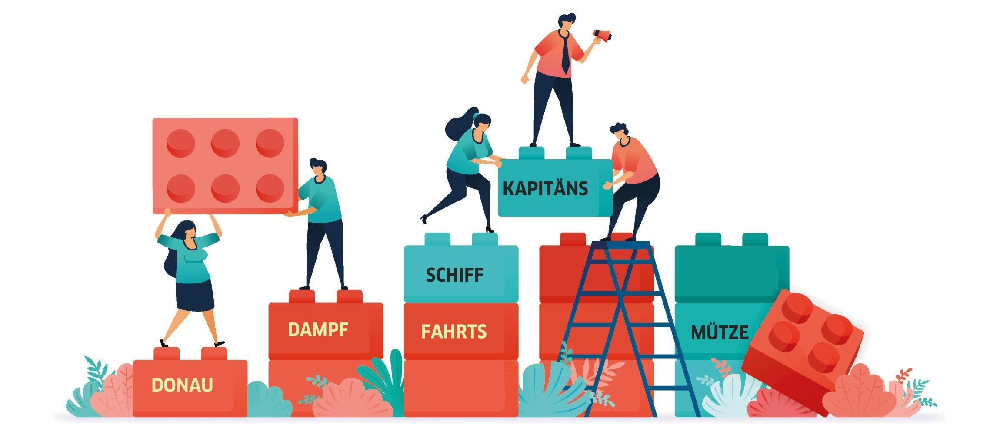 DONAU
DAMPF
SCHIFF
FAHRTS
KAPITÄNS
MÜTZE